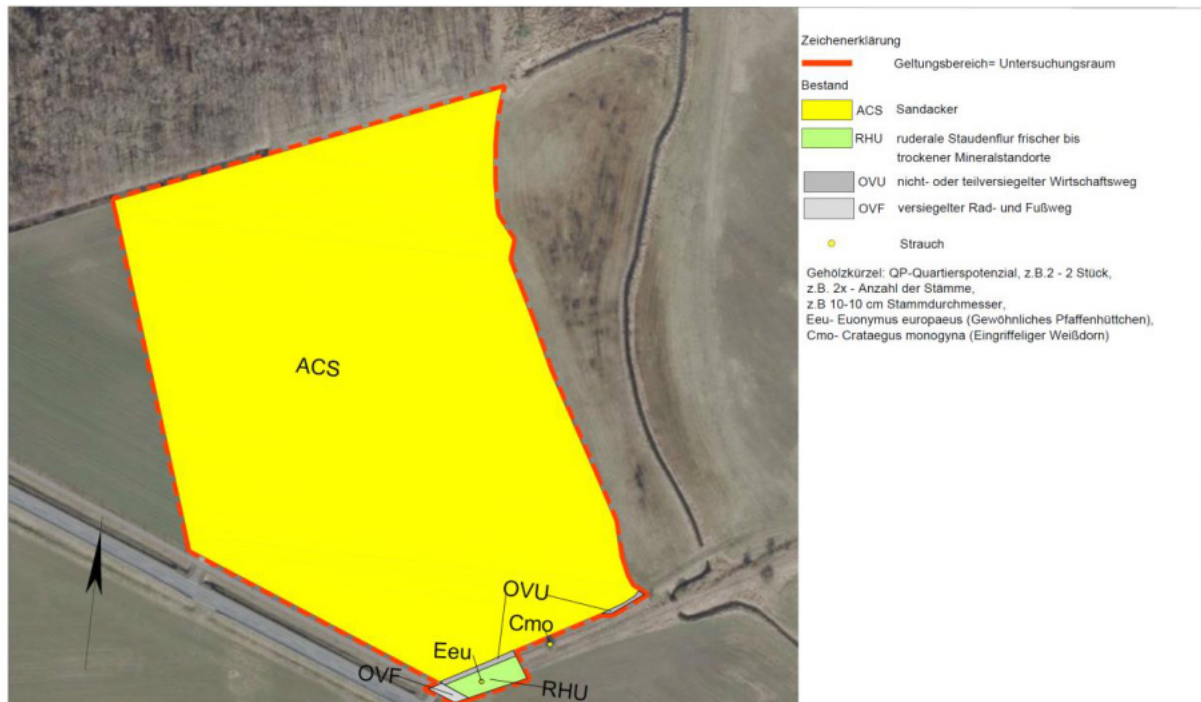 Zeichenerklärung
Geltungsbereich= Untersuchungsraum
Bestand
ACS Sandacker
RHU ruderale Staudenflur frischer bis
trockener Mineralstandorte
OVU nicht- oder teilversiegelter Wirtschaftsweg
OVF versiegelter Rad- und Fußweg
Strauch
Gehölzkürzel: QP-Quartierspotenzial, z.B.2 - 2 Stück,
z.B. 2x - Anzahl der Stämme,
z.B 10-10 cm Stammdurchmesser,
Eeu- Euonymus europaeus (Gewöhnliches Pfaffenhüttchen),
Cmo- Crataegus monogyna (Eingriffeliger Weißdorn)
ACS
OVU
Cmo
Eeu
OVF
RHU